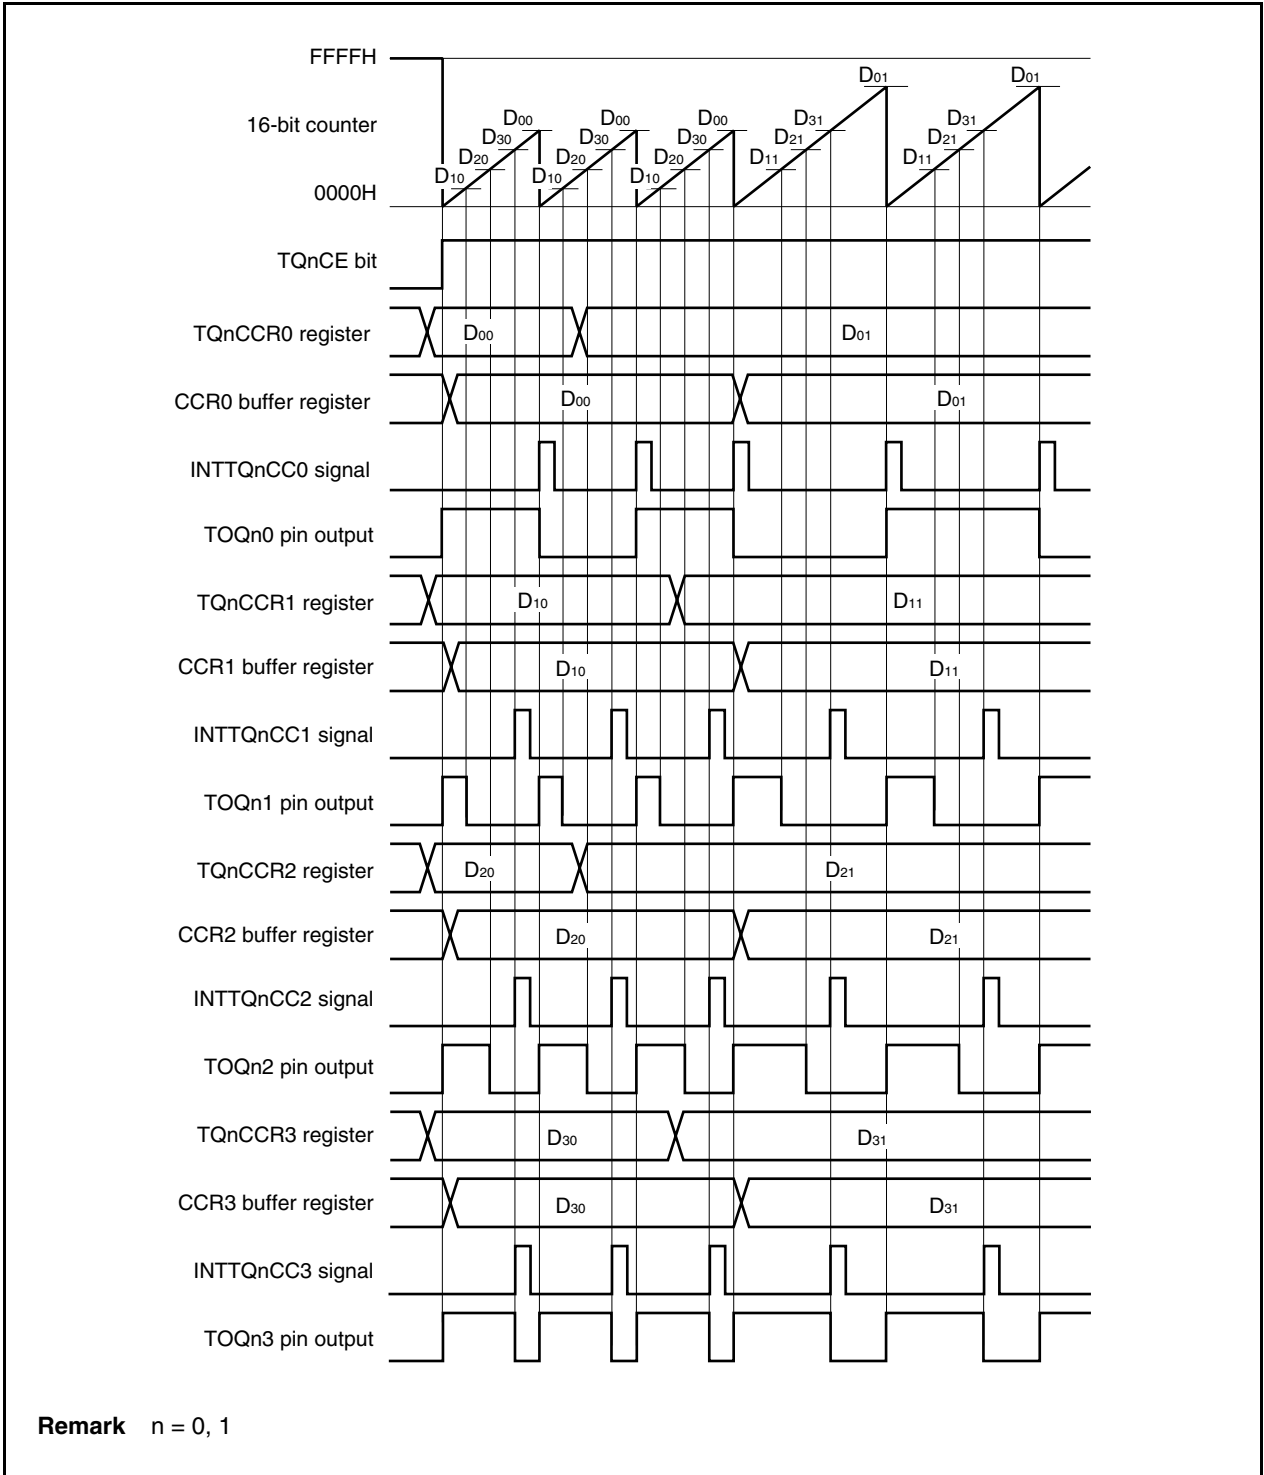 FFFFH
D01 D01
16-bit counter D00 D00 D00 D31 D31
D30 D30 D30 D21 D21
D20 D20 D20 D11 D11
D10 D10 D10
0000H
TQnCE bit
TQnCCR0 register D00 D01
CCR0 buffer register D00 D01
INTTQnCC0 signal
TOQn0 pin output
TQnCCR1 register D10 D11
CCR1 buffer register D10 D11
INTTQnCC1 signal
TOQn1 pin output
TQnCCR2 register D20 D21
CCR2 buffer register D20 D21
INTTQnCC2 signal
TOQn2 pin output
TQnCCR3 register D30 D31
CCR3 buffer register D30 D31
INTTQnCC3 signal
TOQn3 pin output
Remark n = 0, 1